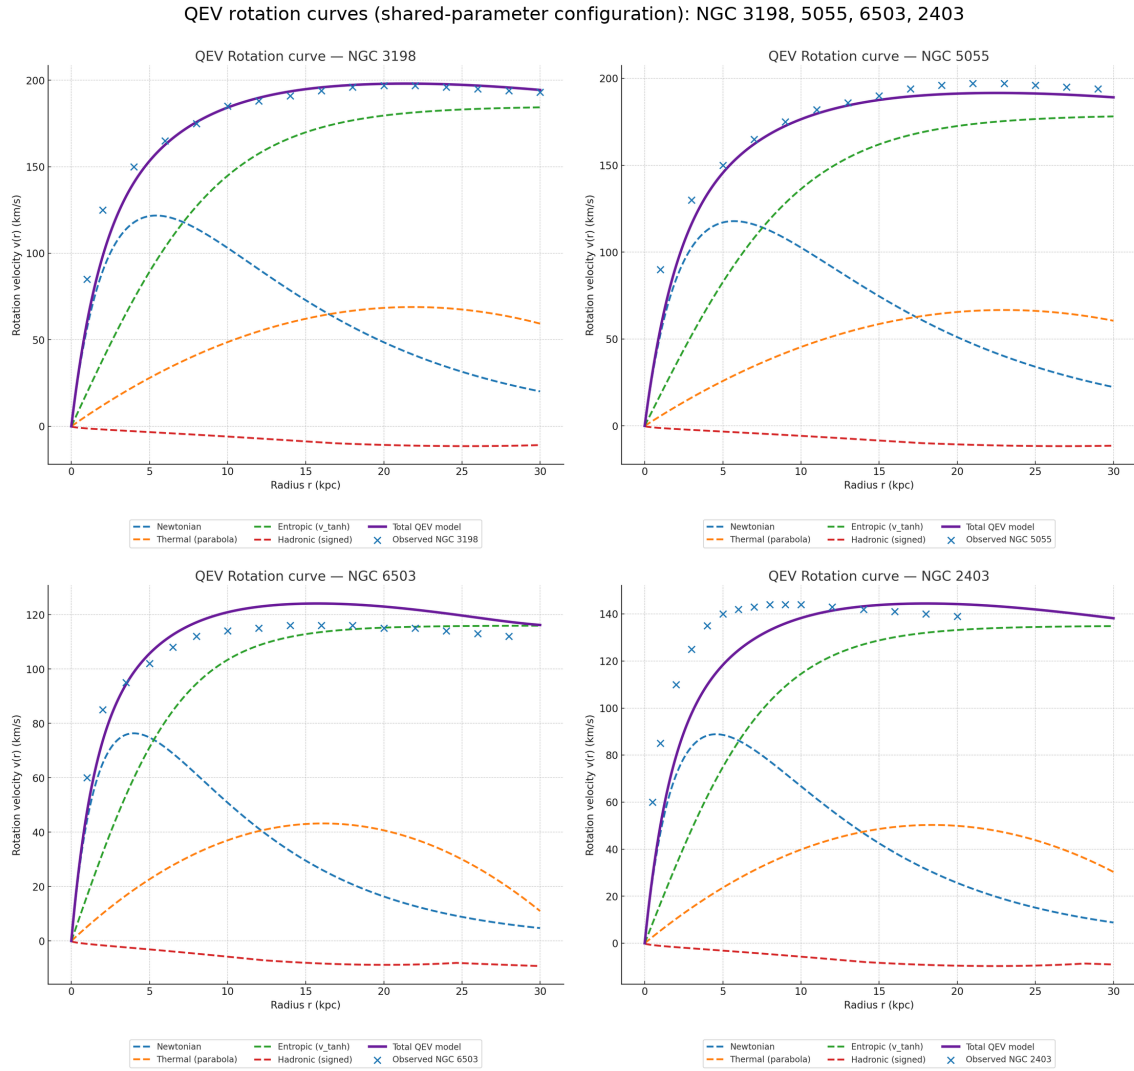 QEV rotation curves (shared-parameter configuration): NGC 3198, 5055, 6503, 2403
QEV Rotation curve — NGC 3198
Rotation velocity v(r) (km/s)
200
150
100
50
0
0 5 10 15 20 25 30
Radius r (kpc)
Newtonian Entropic (v_tanh) Total QEV model
Thermal (parabola) Hadronic (signed) Observed NGC 3198
QEV Rotation curve — NGC 5055
Rotation velocity v(r) (km/s)
200
150
100
50
0
0 5 10 15 20 25 30
Radius r (kpc)
Newtonian Entropic (v_tanh) Total QEV model
Thermal (parabola) Hadronic (signed) Observed NGC 5055
QEV Rotation curve — NGC 6503
Rotation velocity v(r) (km/s)
120
100
80
60
40
20
0
0 5 10 15 20 25 30
Radius r (kpc)
Newtonian Entropic (v_tanh) Total QEV model
Thermal (parabola) Hadronic (signed) Observed NGC 6503
QEV Rotation curve — NGC 2403
Rotation velocity v(r) (km/s)
140
120
100
80
60
40
20
0
0 5 10 15 20 25 30
Radius r (kpc)
Newtonian Entropic (v_tanh) Total QEV model
Thermal (parabola) Hadronic (signed) Observed NGC 2403